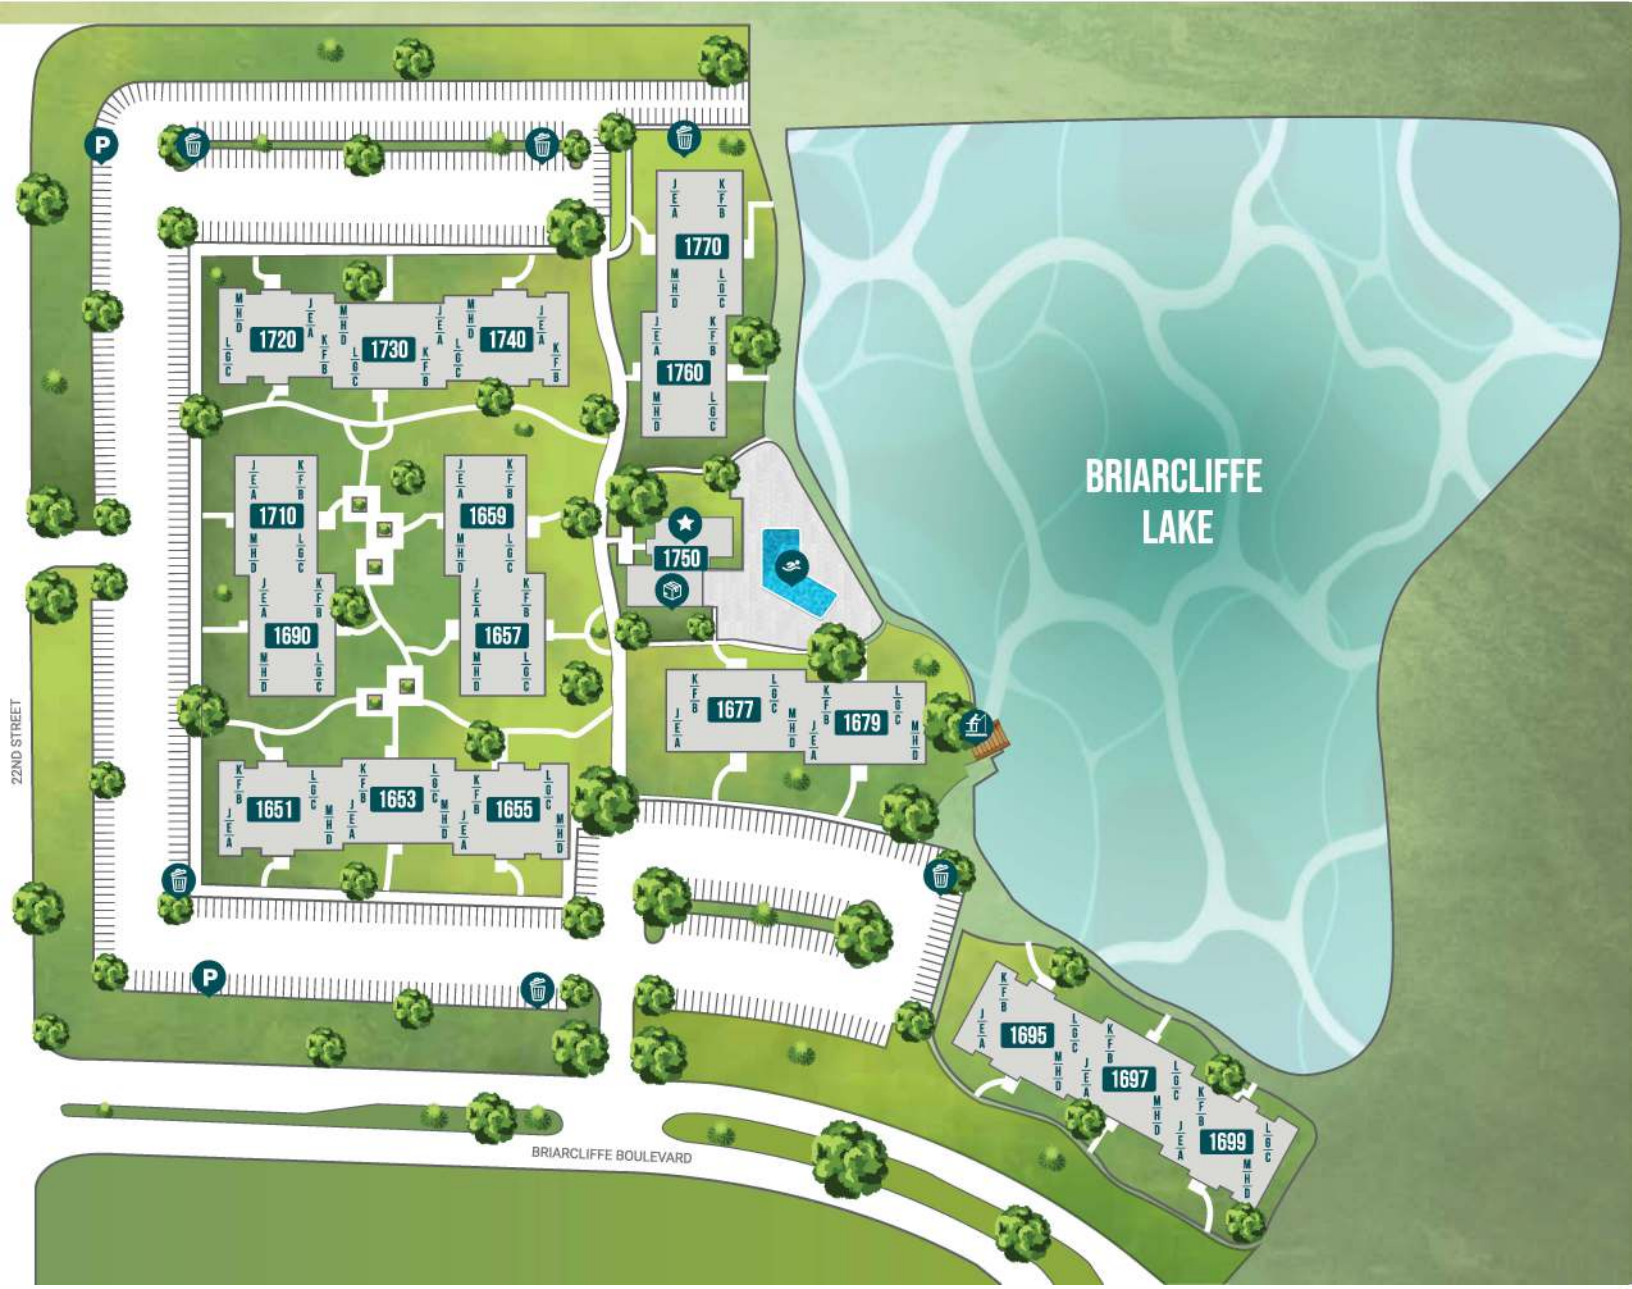 P
J E A
K F B
1770
M H D
L G C
J E A
K F B
1760
M H D
L G C
M H D
J E A
1720
L G C
K F B
M H D
J E A
1730
L G C
K F B
M H D
J E A
1740
L G C
K F B
J E A
K F B
1710
M H D
L G C
J E A
K F B
1690
M H D
L G C
J E A
K F B
1659
M H D
L G C
J E A
K F B
1657
M H D
L G C
1750
BRIARCLIFFE
LAKE
K F B
L G C
1677
J E A
M H D
K F B
L G C
1679
J E A
M H D
22ND STREET
K F B
L G C
1651
J E A
M H D
K F B
L G C
1653
J E A
M H D
K F B
L G C
1655
J E A
M H D
P
K F B
L G C
1695
J E A
M H D
K F B
L G C
1697
J E A
M H D
K F B
L G C
1699
J E A
M H D
BRIARCLIFFE BOULEVARD